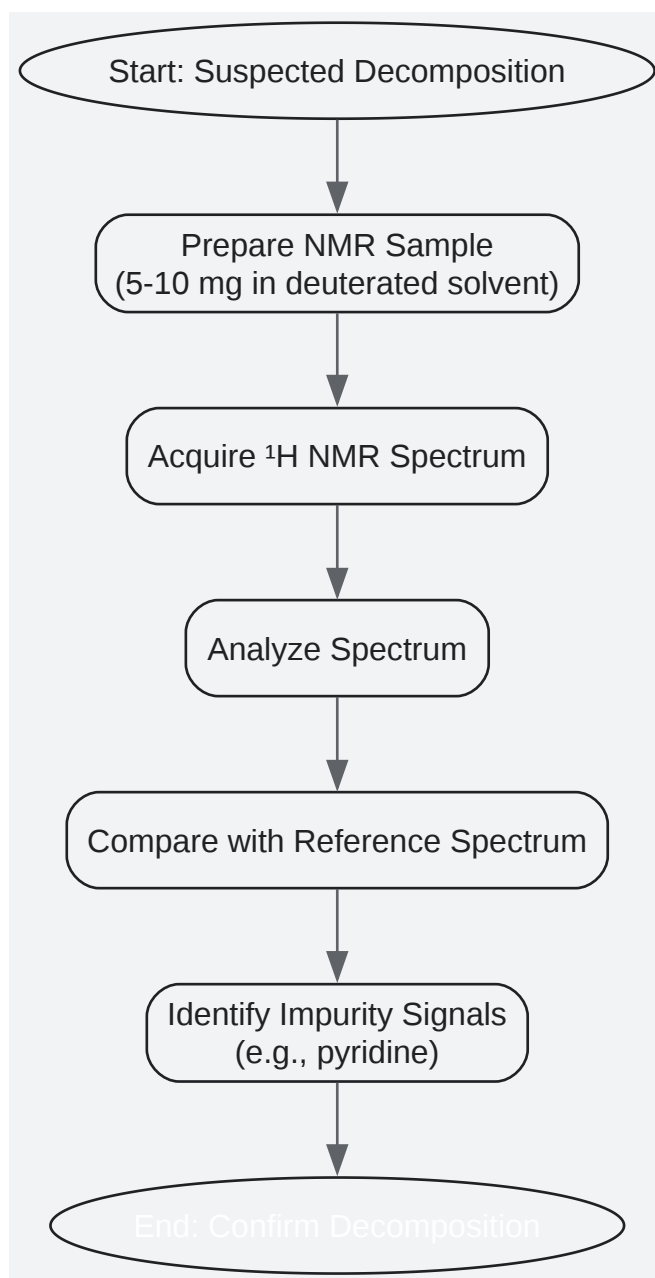 Start: Suspected Decomposition
Prepare NMR Sample
(5-10 mg in deuterated solvent)
Acquire ¹H NMR Spectrum
Analyze Spectrum
Compare with Reference Spectrum
Identify Impurity Signals
(e.g., pyridine)
End: Confirm Decomposition